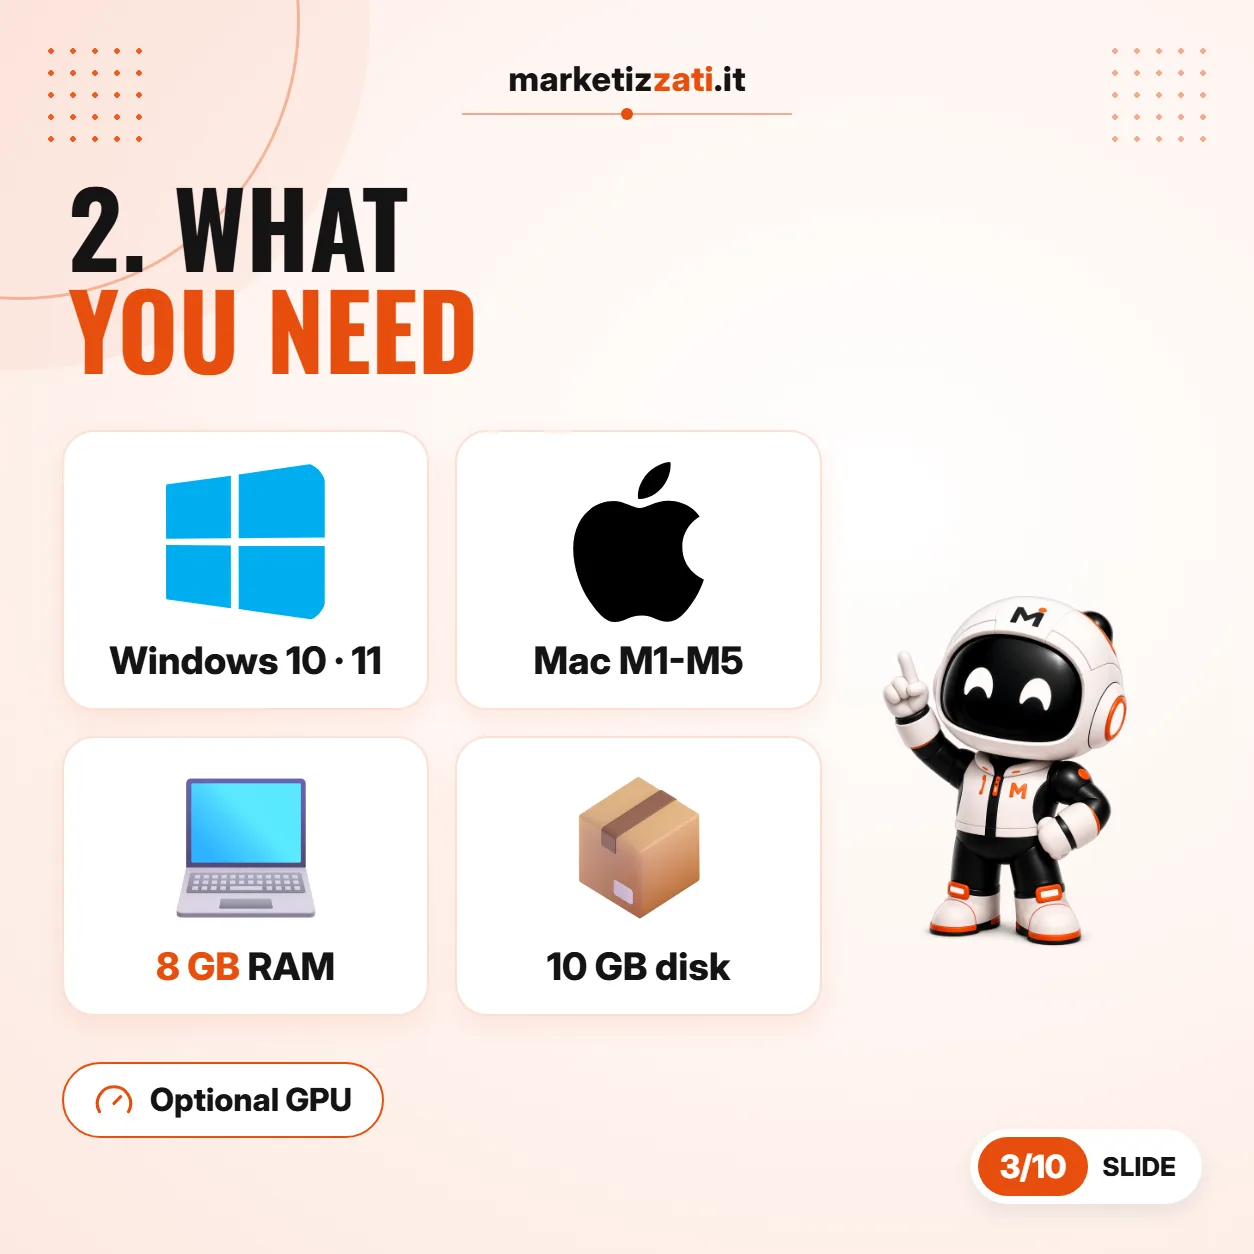 marketizzati.it
2. WHAT
YOU NEED
Windows 10 · 11
Mac M1-M5
8 GB RAM
10 GB disk
Optional GPU
M
M
3/10 SLIDE